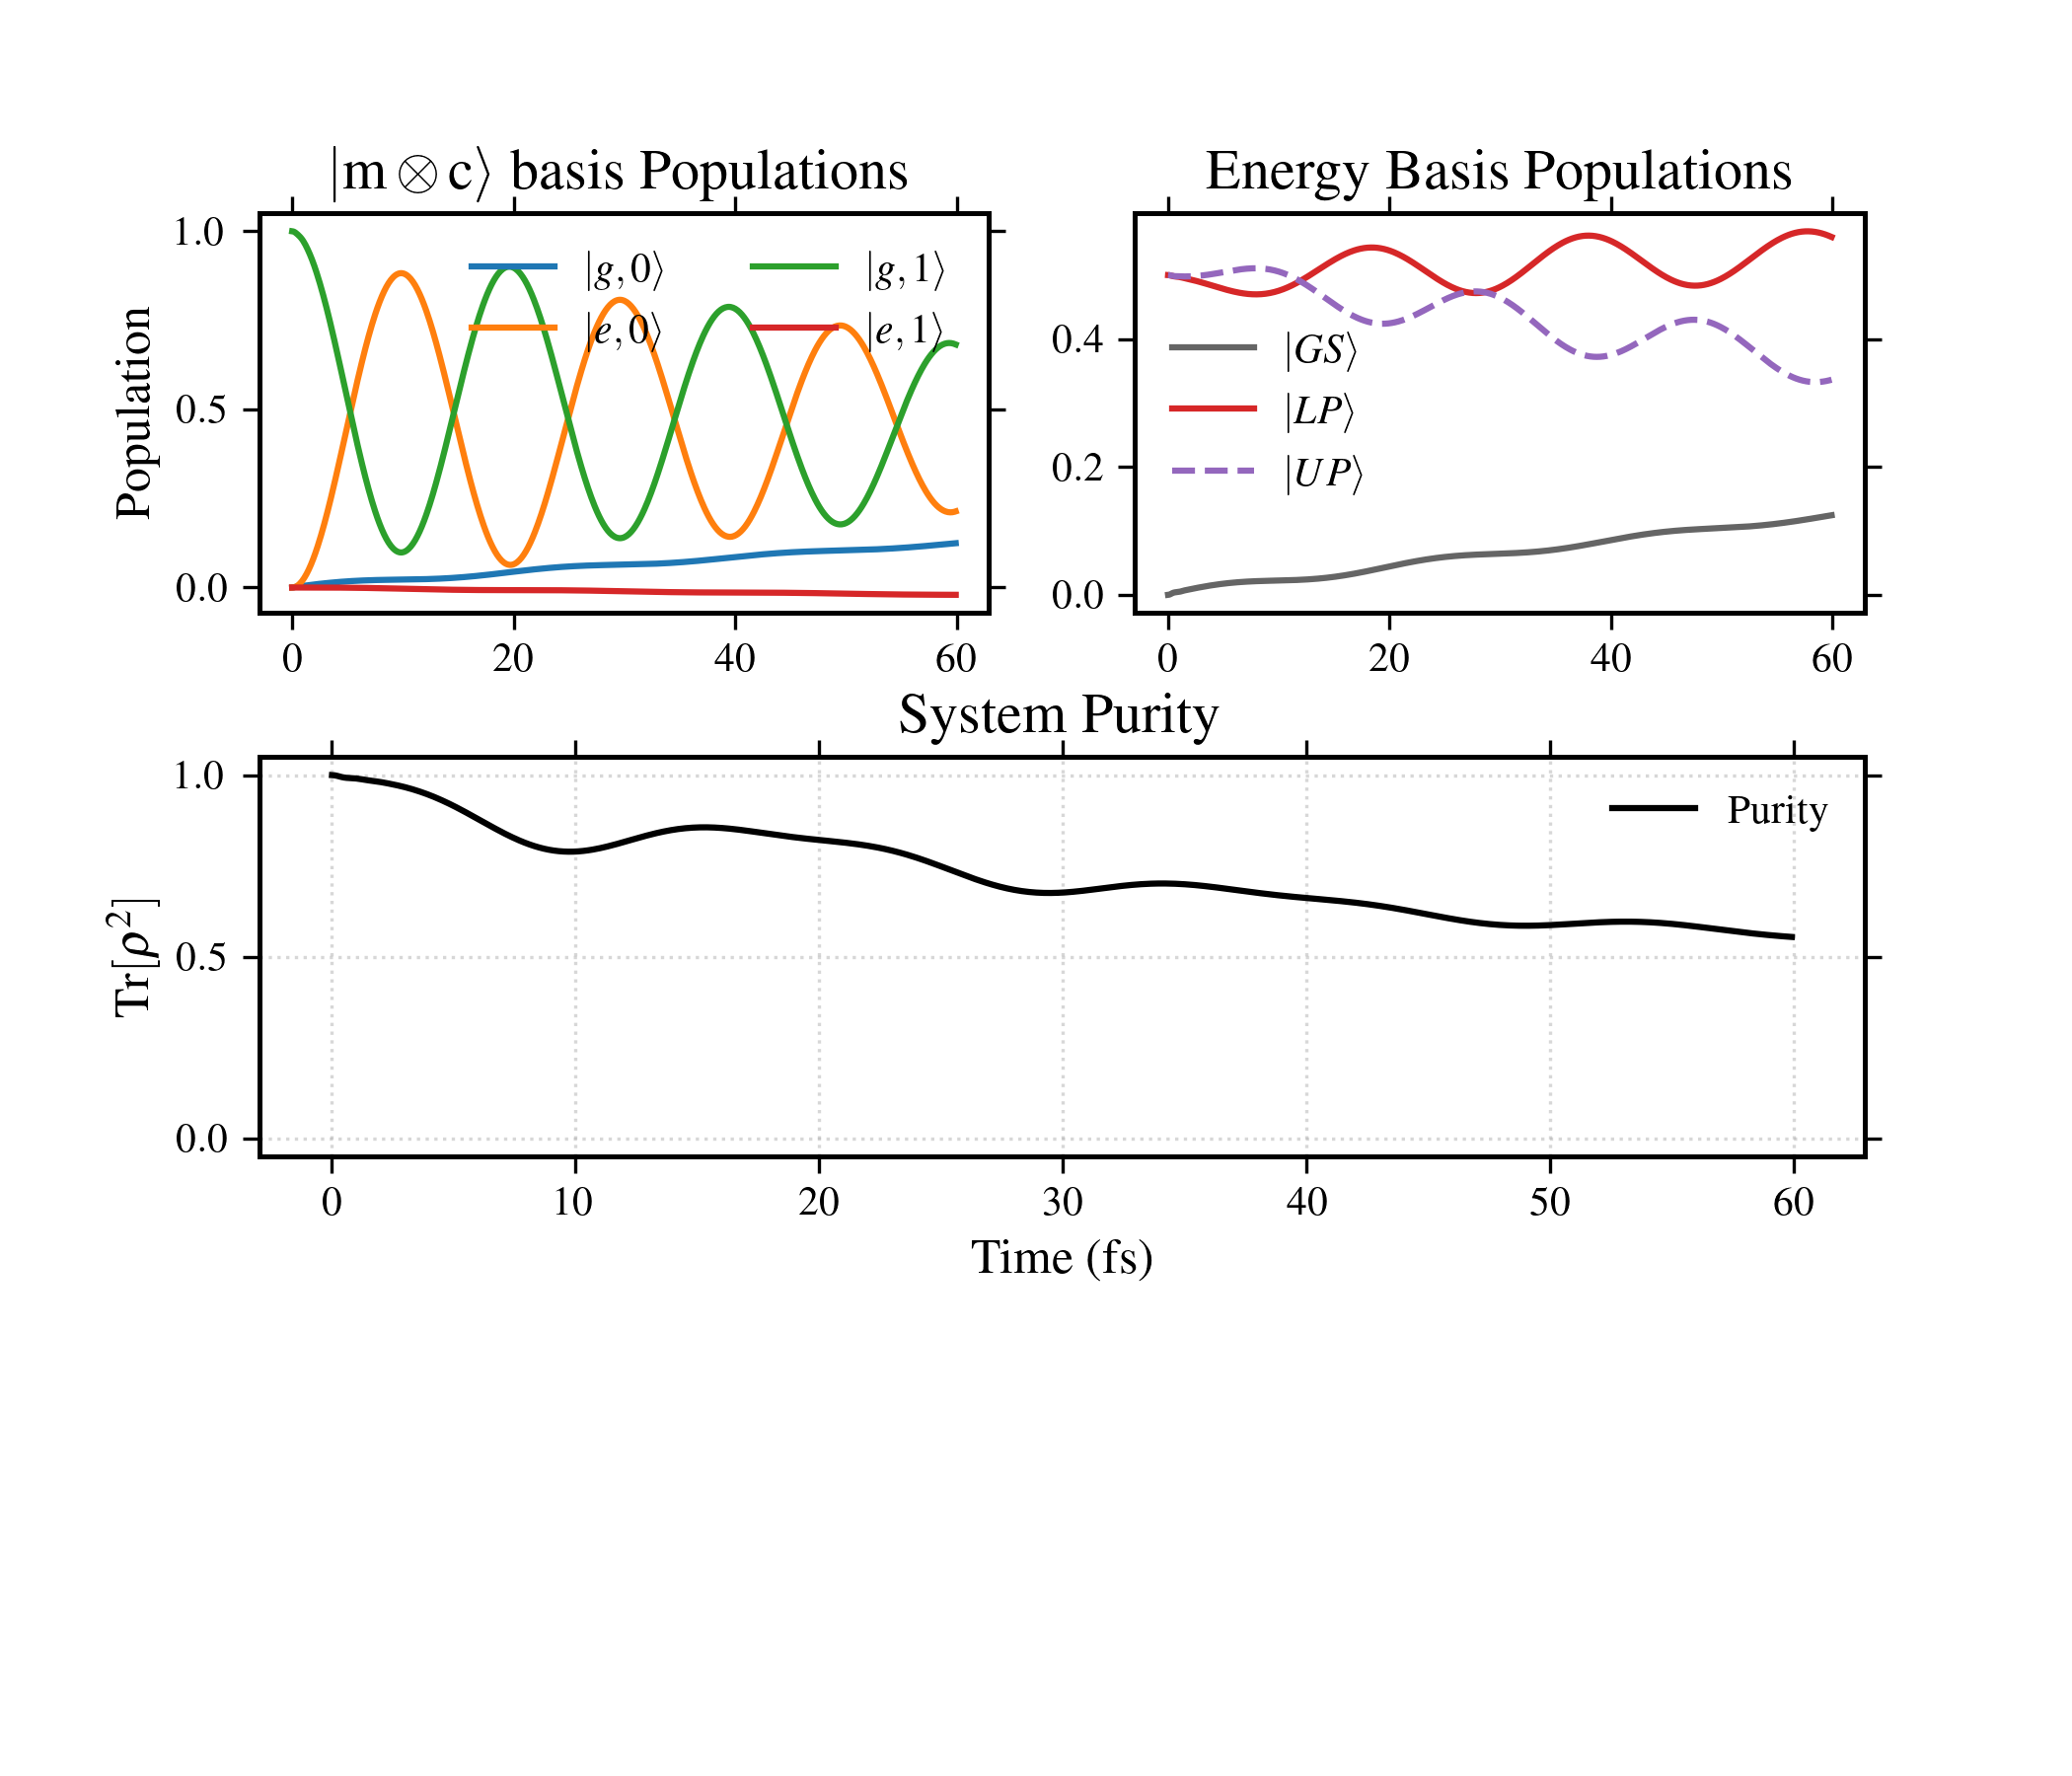 |m ⊗ c⟩ basis Populations
Population
1.0
0.5
0.0
0 20 40 60
|g, 0⟩ |g, 1⟩
|e, 0⟩ |e, 1⟩
Energy Basis Populations
0.4
0.2
0.0
0 20 40 60
|GS⟩
|LP⟩
|UP⟩
System Purity
Tr[ρ²]
1.0
0.5
0.0
Purity
0 10 20 30 40 50 60
Time (fs)